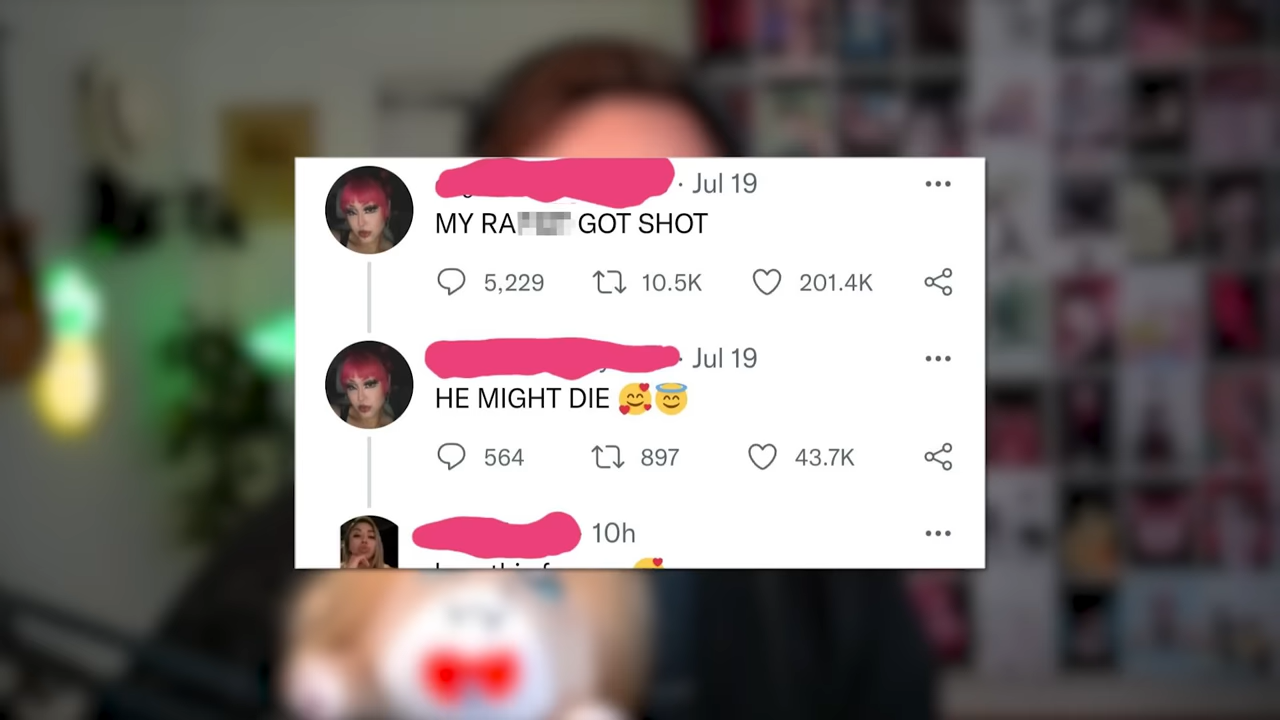 · Jul 19
MY RA GOT SHOT
5,229 10.5K 201.4K
· Jul 19
HE MIGHT DIE 🥰😇
564 897 43.7K
10h